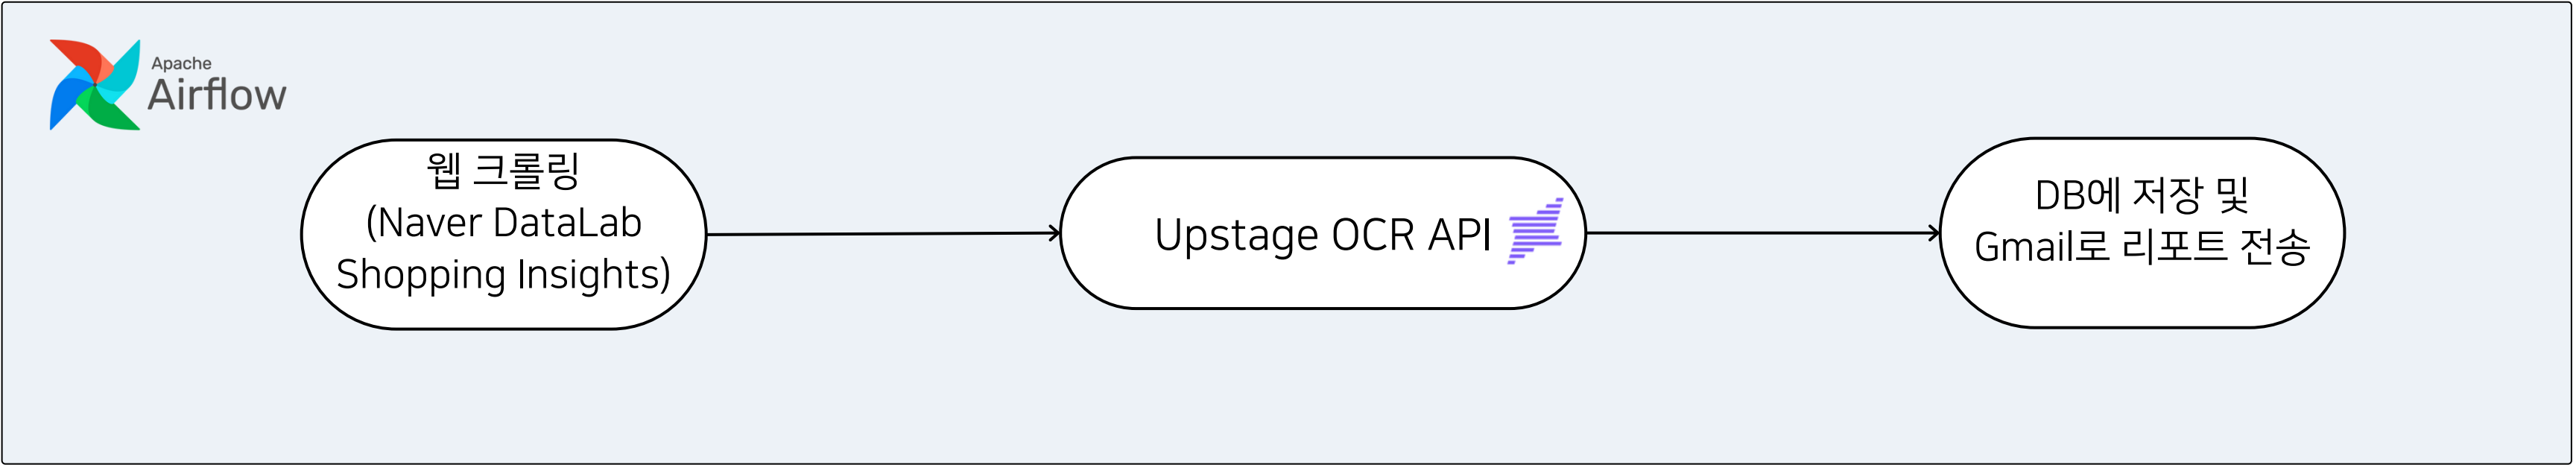 Apache
Airflow
웹 크롤링
(Naver DataLab
Shopping Insights)
Upstage OCR API
DB에 저장 및
Gmail로 리포트 전송